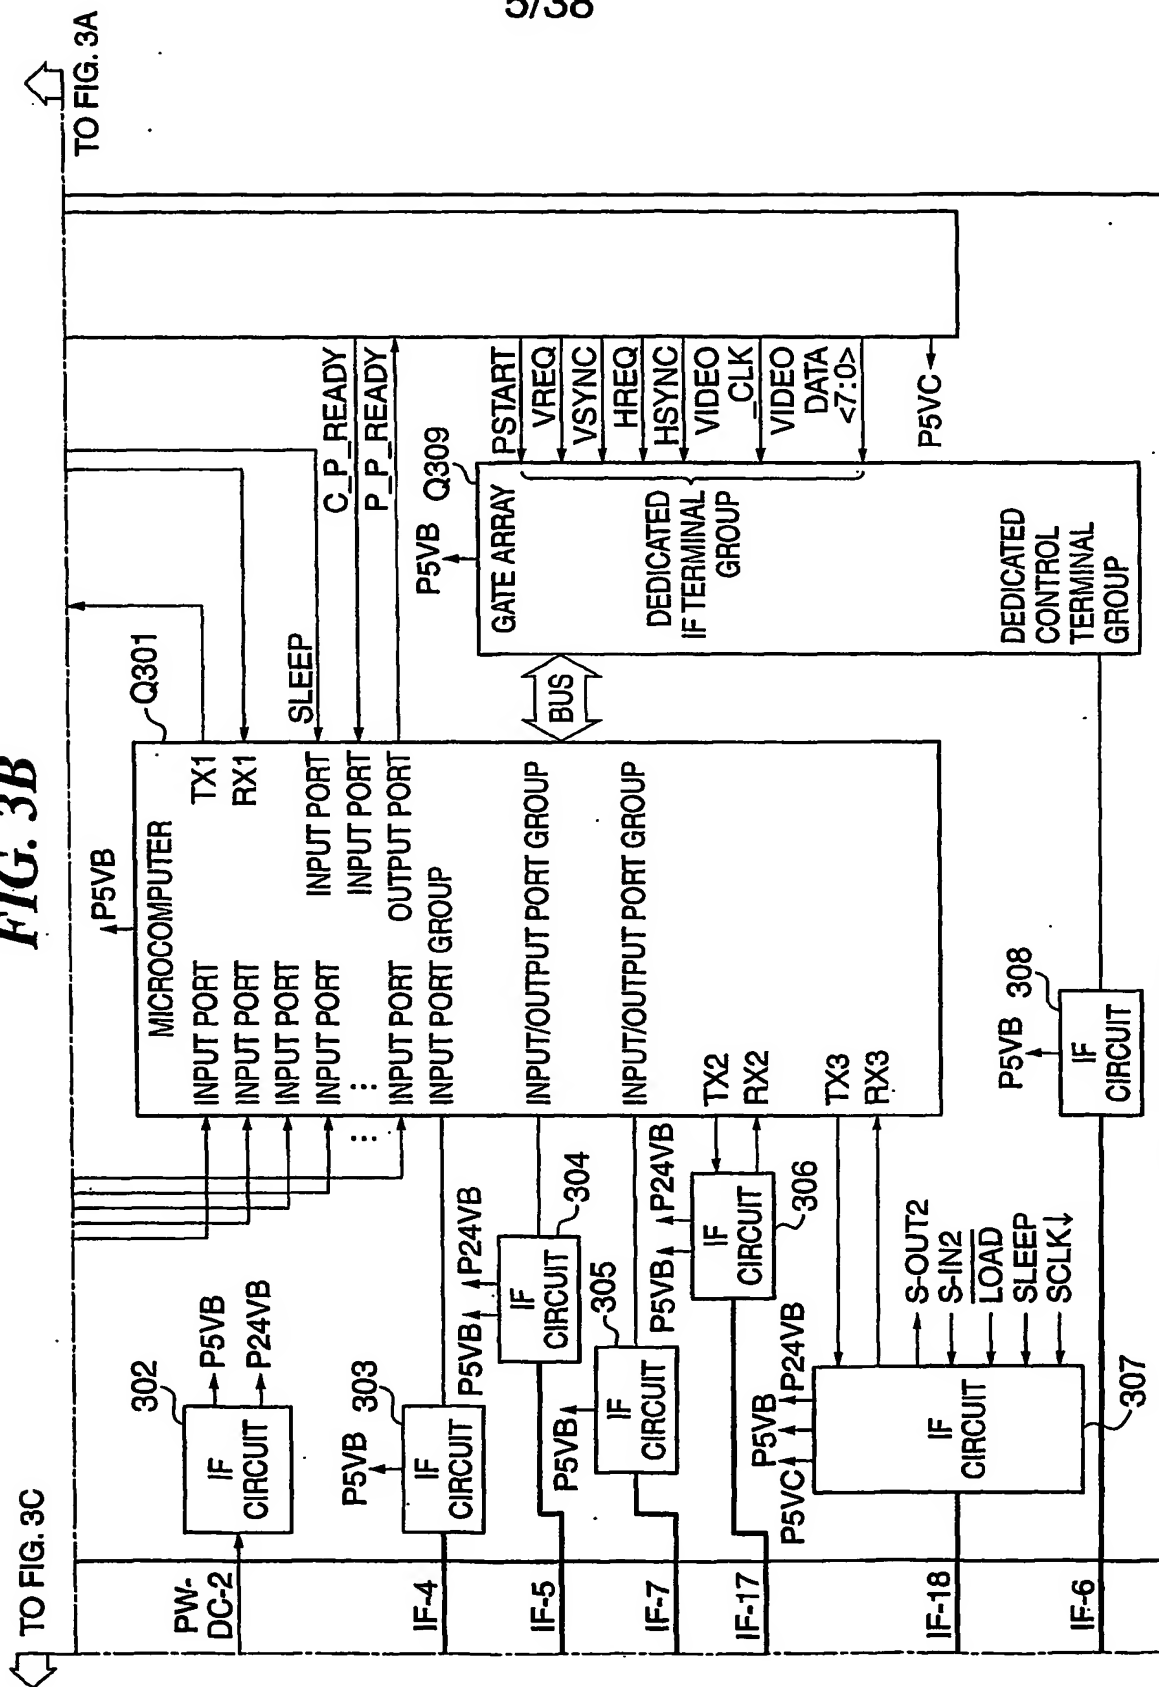 5/38
FIG. 3B
TO FIG. 3C
TO FIG. 3A
PW-
DC-2
302
IF
CIRCUIT
P5VB
P24VB
IF-4
303
P5VB
IF
CIRCUIT
IF-5
P5VB
P24VB
304
IF
CIRCUIT
IF-7
P5VB
305
IF
CIRCUIT
IF-17
P5VB
P24VB
IF
CIRCUIT
306
IF-18
P5VC
P5VB
P24VB
IF
CIRCUIT
307
S-OUT2
S-IN2
LOAD
SLEEP
SCLK↓
IF-6
P5VB
308
IF
CIRCUIT
P5VB
Q301
MICROCOMPUTER
INPUT PORT
INPUT PORT
INPUT PORT
INPUT PORT
⋮
⋮
INPUT PORT
INPUT PORT GROUP
INPUT/OUTPUT PORT GROUP
INPUT/OUTPUT PORT GROUP
TX2
RX2
TX3
RX3
TX1
RX1
INPUT PORT
INPUT PORT
OUTPUT PORT
SLEEP
C_P_READY
P_P_READY
BUS
P5VB
Q309
GATE ARRAY
DEDICATED
IF TERMINAL
GROUP
DEDICATED
CONTROL
TERMINAL
GROUP
PSTART
VREQ
VSYNC
HREQ
HSYNC
VIDEO
_CLK
VIDEO
DATA
<7:0>
P5VC